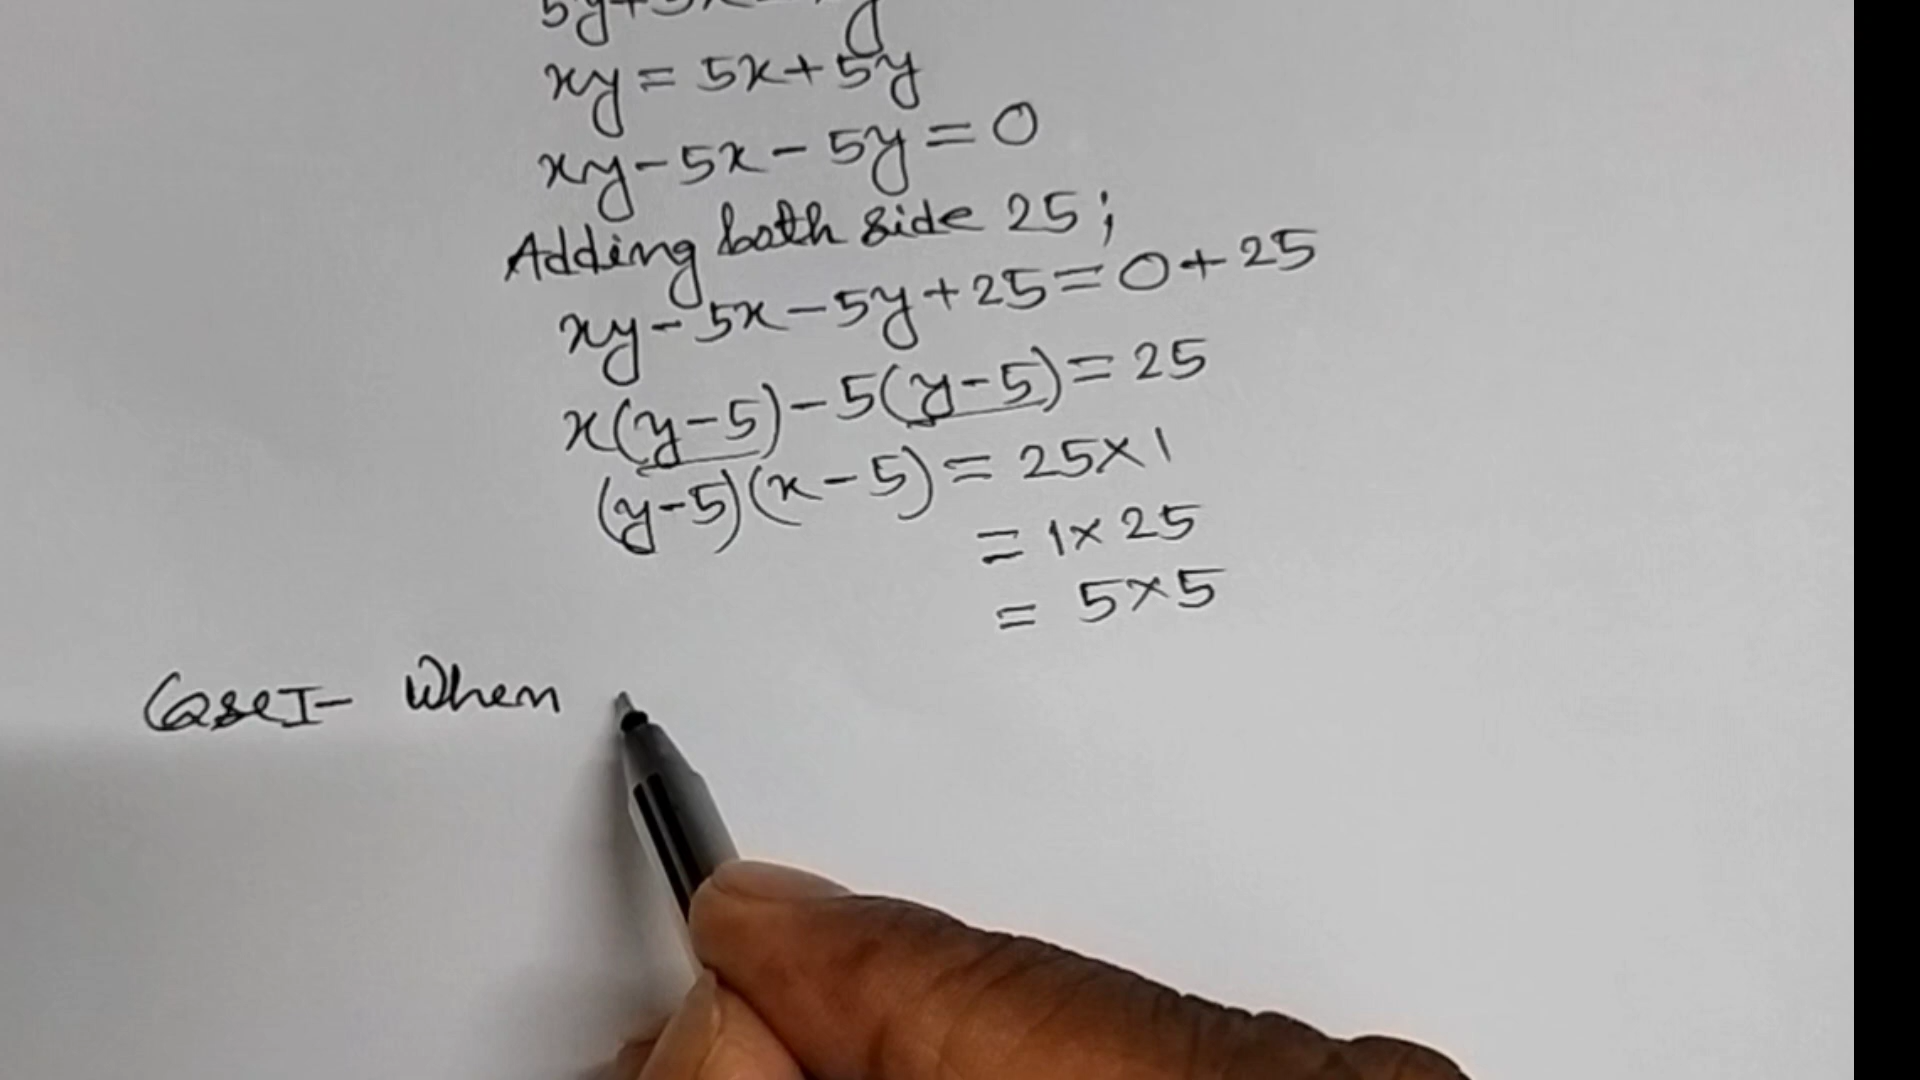 xy = 5x + 5y
xy - 5x - 5y = 0
Adding both side 25;
xy - 5x - 5y + 25 = 0 + 25
x(y-5) - 5(y-5) = 25
(y-5)(x-5) = 25×1
= 1×25
= 5×5
Case I- When